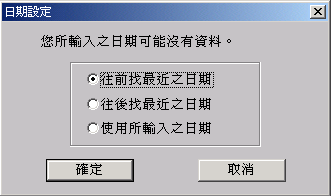 日期設定
您所輸入之日期可能沒有資料。
往前找最近之日期
往後找最近之日期
使用所輸入之日期
確定
取消